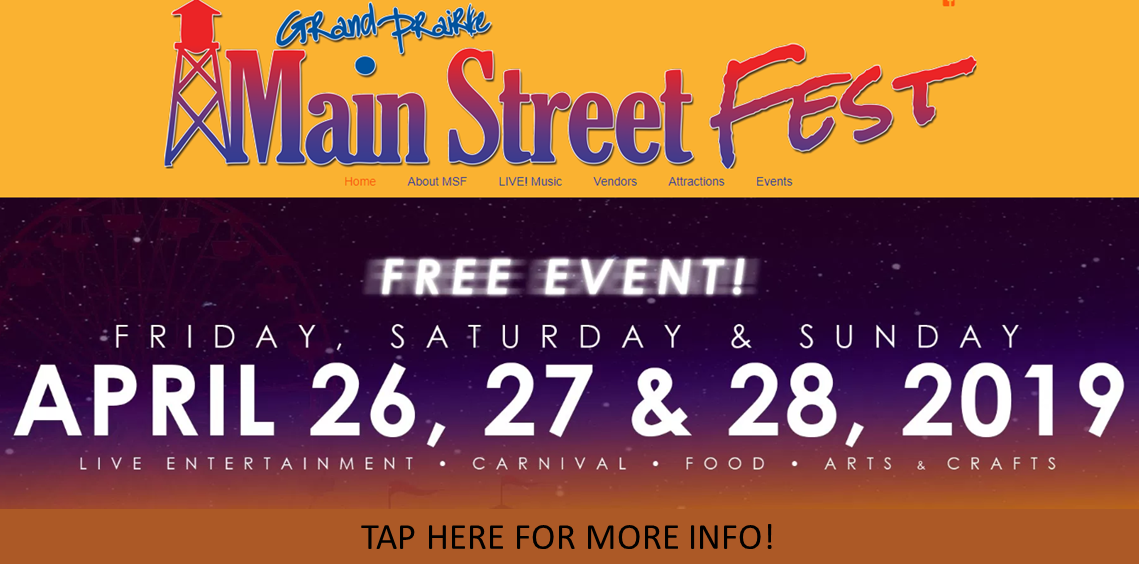 Grand Prairie
Main Street FEST
Home About MSF LIVE! Music Vendors Attractions Events
FREE EVENT!
FRIDAY, SATURDAY & SUNDAY
APRIL 26, 27 & 28, 2019
LIVE ENTERTAINMENT • CARNIVAL • FOOD • ARTS & CRAFTS
TAP HERE FOR MORE INFO!